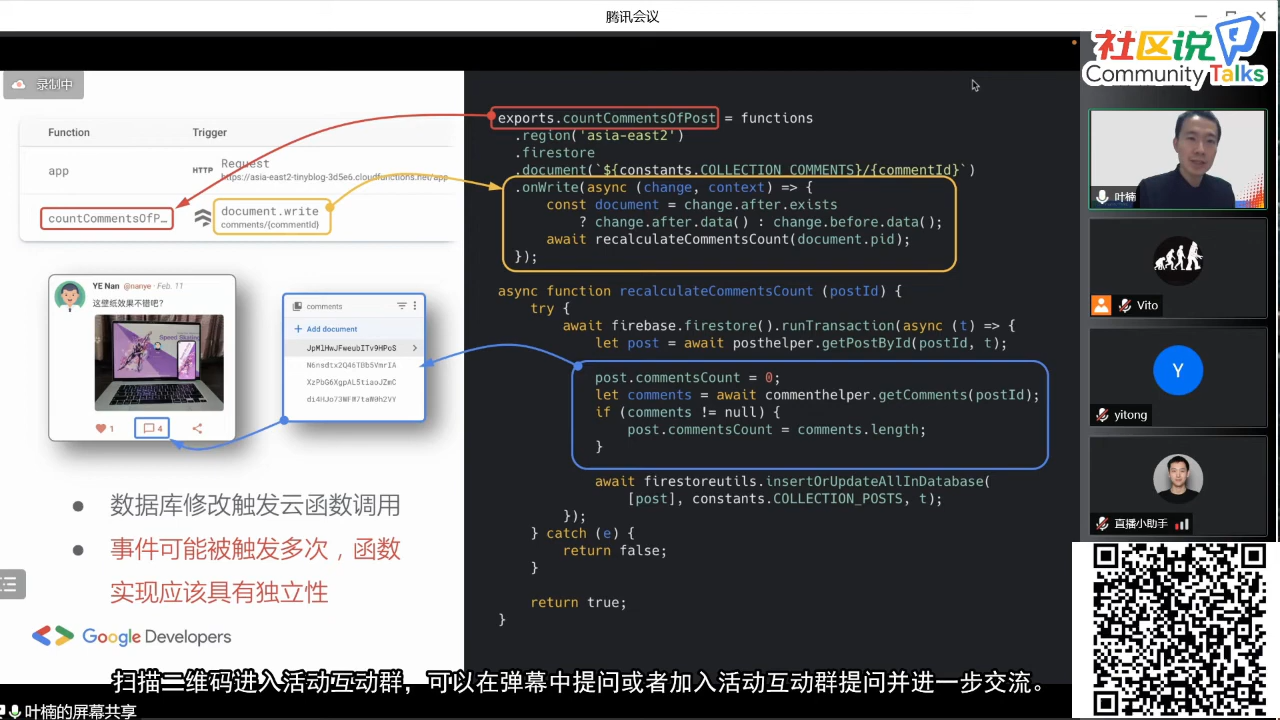 腾讯会议
社区说
Community Talks
录制中
Function
Trigger
app
HTTP
Request
https://asia-east2-tinyblog-3d5e6.cloudfunctions.net/app
countCommentsOfP…
document.write
comments/{commentId}
YE Nan @nanye · Feb. 11
这壁纸效果不错吧?
1
4
comments
+ Add document
JpM1HwJFweubITv9HPoS
N6nsdtx2Q46TBb5VmrIA
XzPbG6XgpAL5tiaoJZmC
di4HJo73WFM7taW0h2VY
数据库修改触发云函数调用
事件可能被触发多次，函数
实现应该具有独立性
Google Developers
exports.countCommentsOfPost = functions
.region('asia-east2')
.firestore
.document(`${constants.COLLECTION_COMMENTS}/{commentId}`)
.onWrite(async (change, context) => {
const document = change.after.exists
? change.after.data() : change.before.data();
await recalculateCommentsCount(document.pid);
});
async function recalculateCommentsCount (postId) {
try {
await firebase.firestore().runTransaction(async (t) => {
let post = await posthelper.getPostById(postId, t);
post.commentsCount = 0;
let comments = await commenthelper.getComments(postId);
if (comments != null) {
post.commentsCount = comments.length;
}
await firestoreutils.insertOrUpdateAllInDatabase(
[post], constants.COLLECTION_POSTS, t);
});
} catch (e) {
return false;
}
return true;
}
叶楠
Vito
Y
yitong
直播小助手
扫描二维码进入活动互动群，可以在弹幕中提问或者加入活动互动群提问并进一步交流。
叶楠的屏幕共享